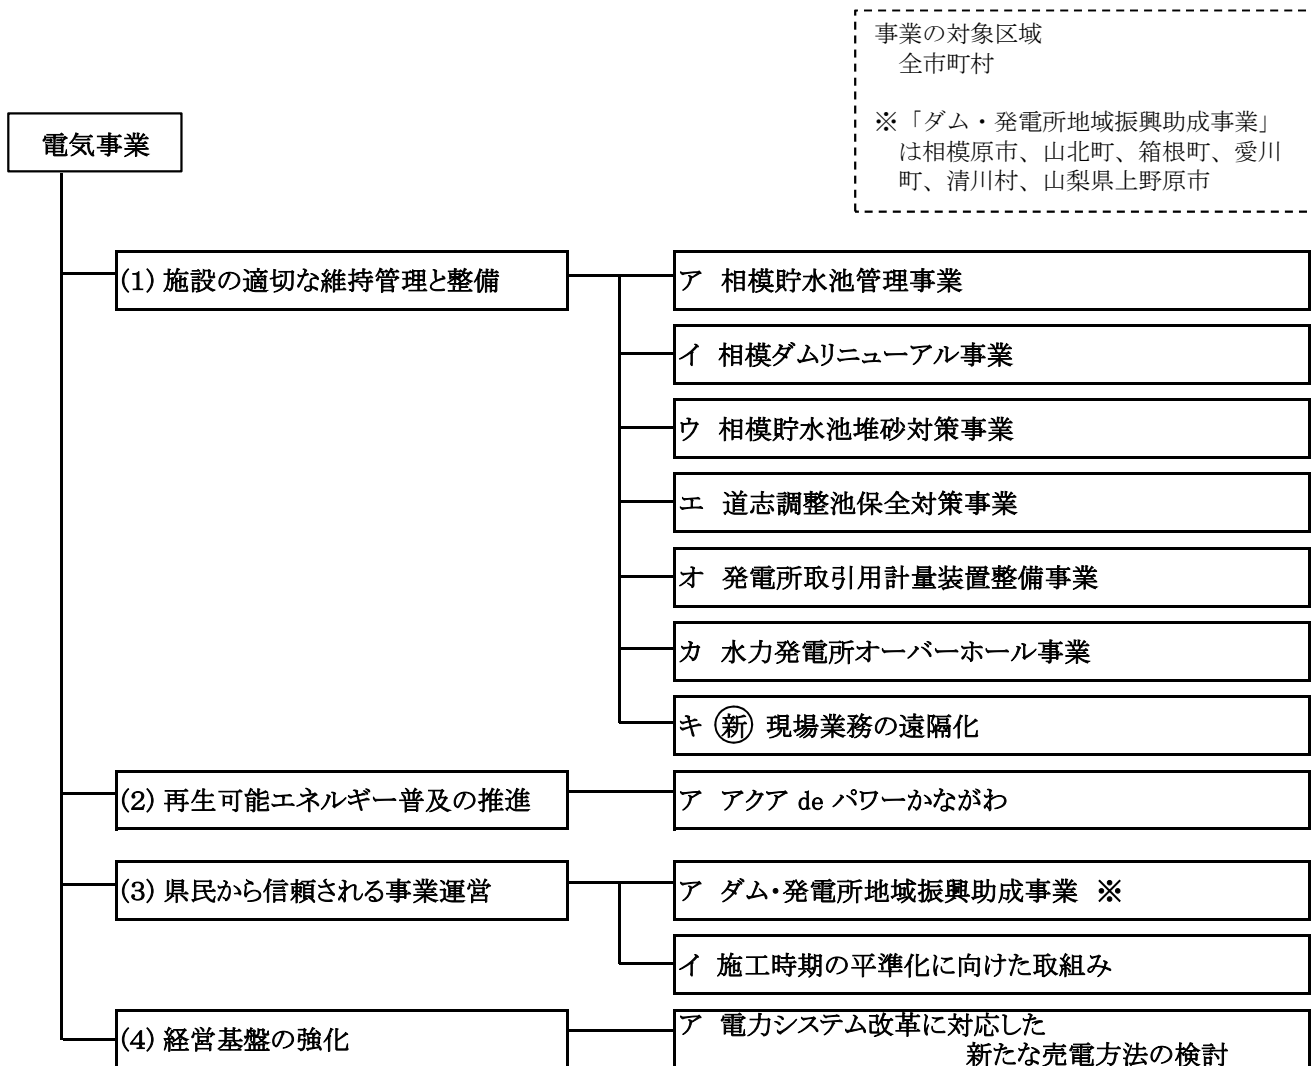 事業の対象区域
全市町村
※「ダム・発電所地域振興助成事業」
は相模原市、山北町、箱根町、愛川
町、清川村、山梨県上野原市
電気事業
(1) 施設の適切な維持管理と整備
ア 相模貯水池管理事業
イ 相模ダムリニューアル事業
ウ 相模貯水池堆砂対策事業
エ 道志調整池保全対策事業
オ 発電所取引用計量装置整備事業
カ 水力発電所オーバーホール事業
キ ㊟新 現場業務の遠隔化
(2) 再生可能エネルギー普及の推進
ア アクア de パワーかながわ
(3) 県民から信頼される事業運営
ア ダム・発電所地域振興助成事業 ※
イ 施工時期の平準化に向けた取組み
(4) 経営基盤の強化
ア 電力システム改革に対応した
新たな売電方法の検討